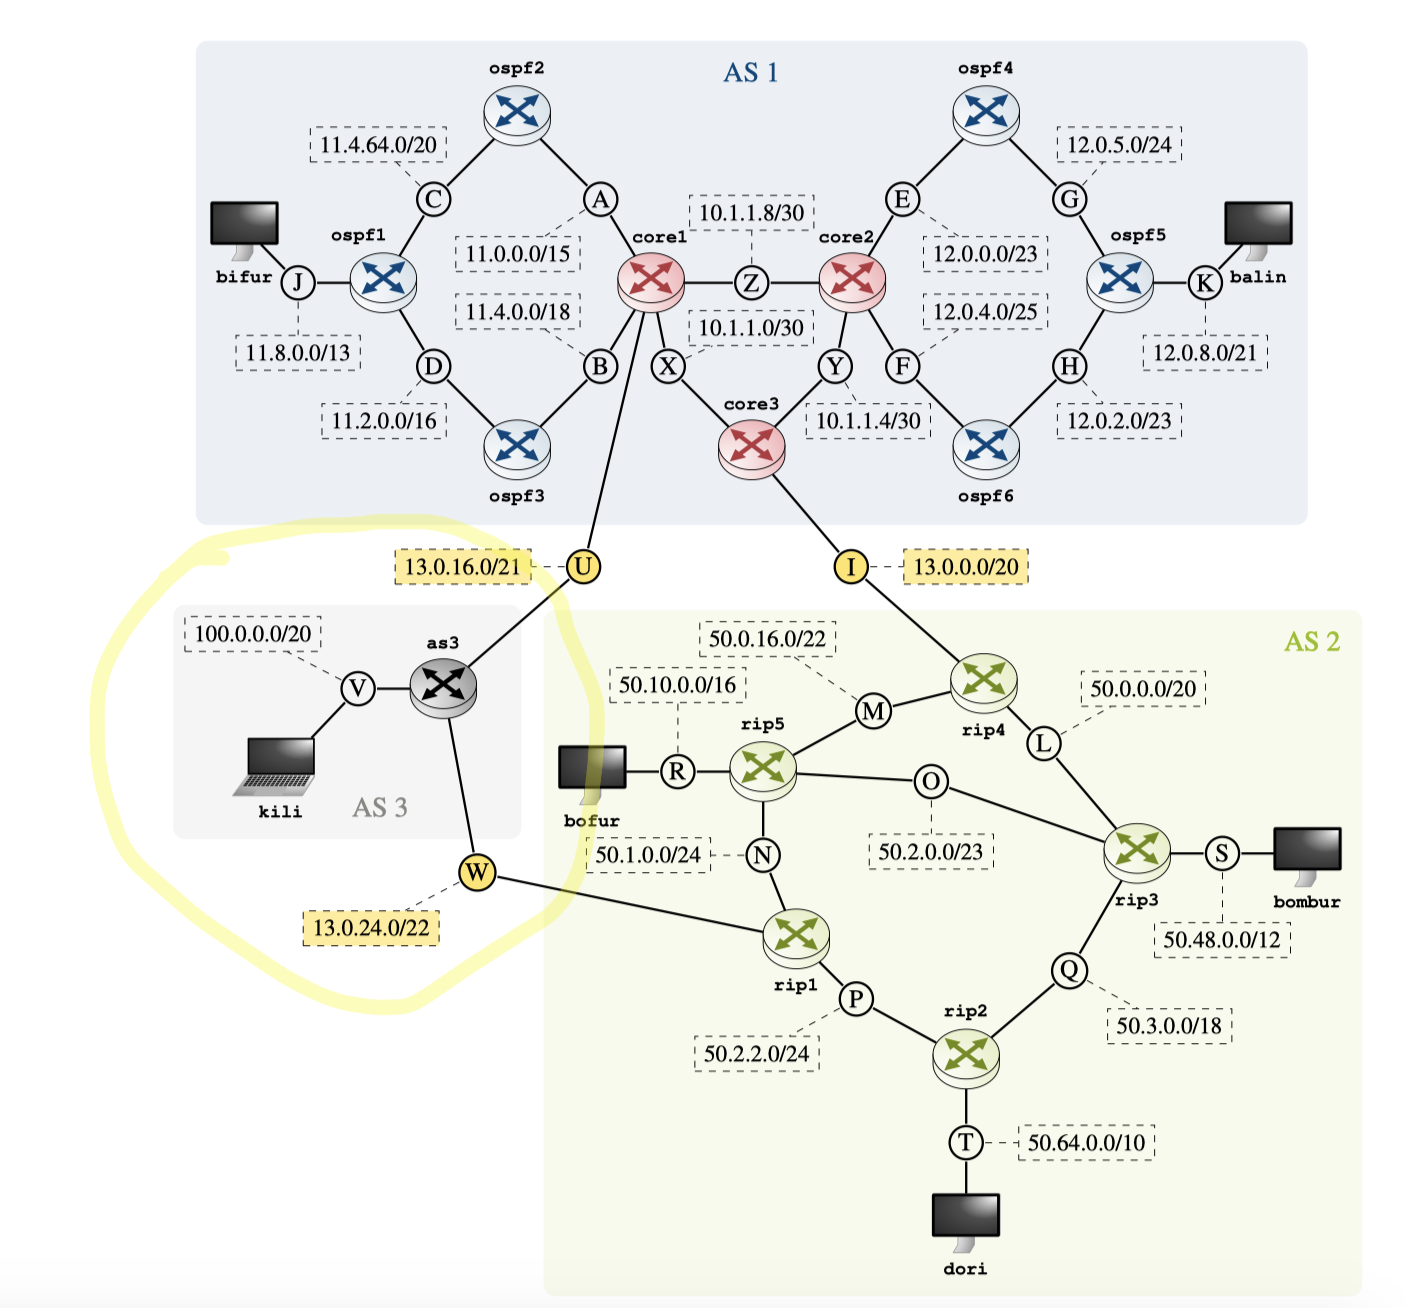 AS 1
ospf2
ospf4
11.4.64.0/20
12.0.5.0/24
C
A
E
G
10.1.1.8/30
ospf1
core1
core2
ospf5
11.0.0.0/15
12.0.0.0/23
bifur
J
Z
K
balin
11.4.0.0/18
12.0.4.0/25
10.1.1.0/30
11.8.0.0/13
12.0.8.0/21
D
B
X
Y
F
H
core3
11.2.0.0/16
10.1.1.4/30
12.0.2.0/23
ospf3
ospf6
13.0.16.0/21
U
I
13.0.0.0/20
100.0.0.0/20
as3
50.0.16.0/22
AS 2
V
50.10.0.0/16
50.0.0.0/20
M
rip5
rip4
L
R
O
kili
AS 3
bofur
50.1.0.0/24
N
50.2.0.0/23
S
W
rip3
bombur
13.0.24.0/22
50.48.0.0/12
rip1
P
Q
rip2
50.3.0.0/18
50.2.2.0/24
T
50.64.0.0/10
dori